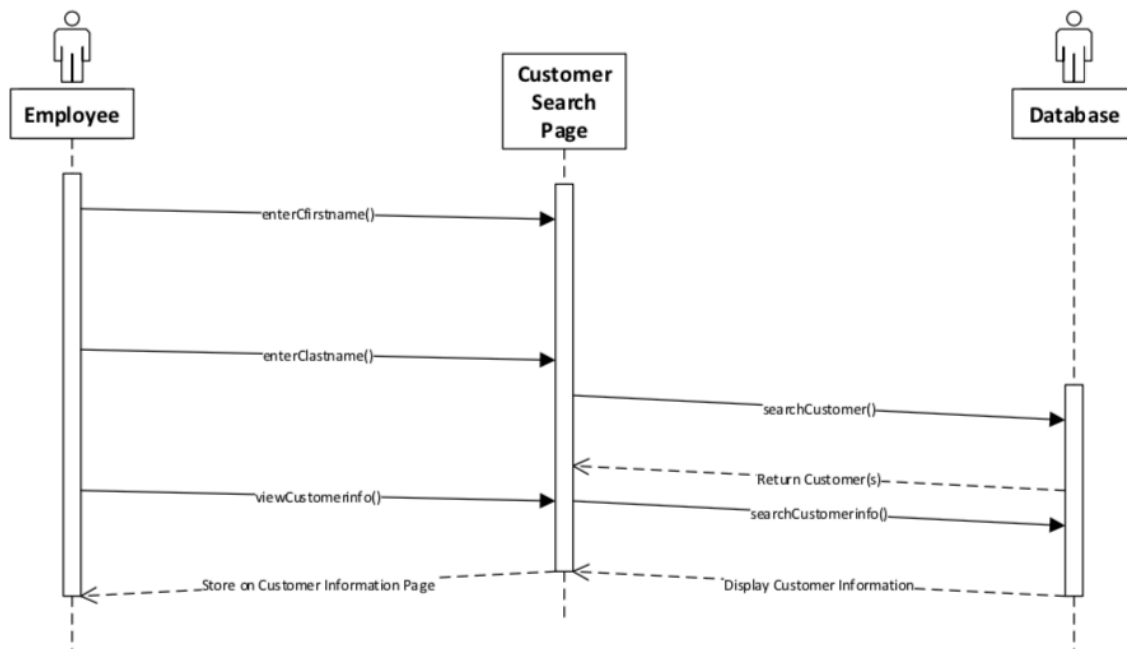 Employee
Customer
Search
Page
Database
enterCfirstname()
enterClastname()
searchCustomer()
Return Customer(s)
viewCustomerinfo()
searchCustomerinfo()
Store on Customer Information Page
Display Customer Information